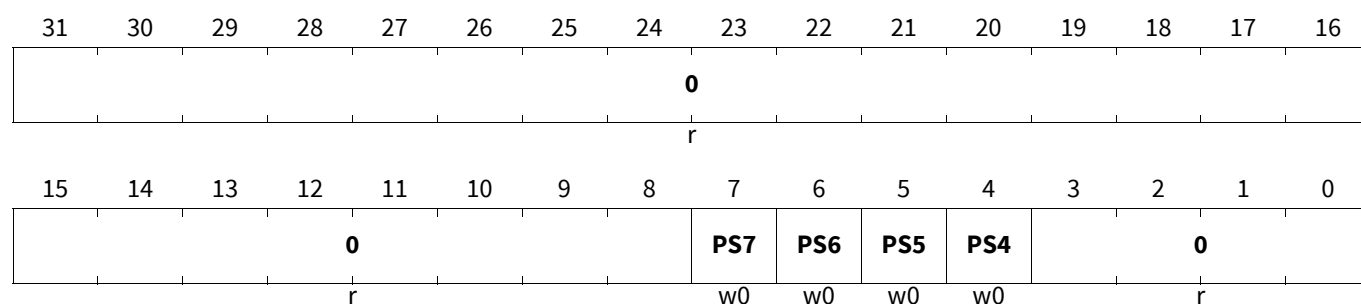 31 30 29 28 27 26 25 24 23 22 21 20 19 18 17 16
0
r
15 14 13 12 11 10 9 8 7 6 5 4 3 2 1 0
0 PS7 PS6 PS5 PS4 0
r w0 w0 w0 w0 r